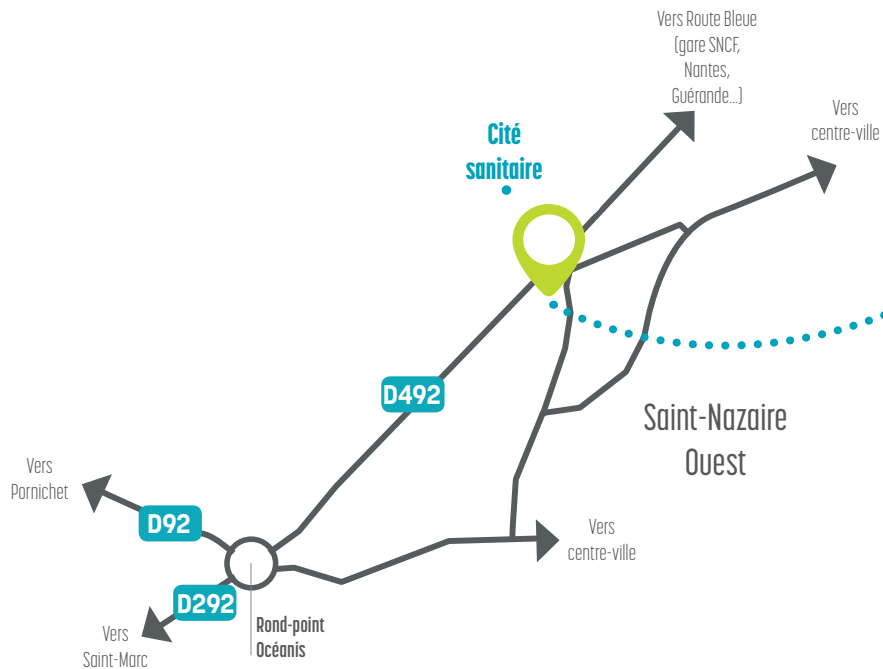 Vers Route Bleue
(gare SNCF,
Nantes,
Guérande...)
Vers
centre-ville
Cité
sanitaire
D492
Saint-Nazaire
Ouest
Vers
Pornichet
D92
Vers
centre-ville
D292
Rond-point
Océanis
Vers
Saint-Marc